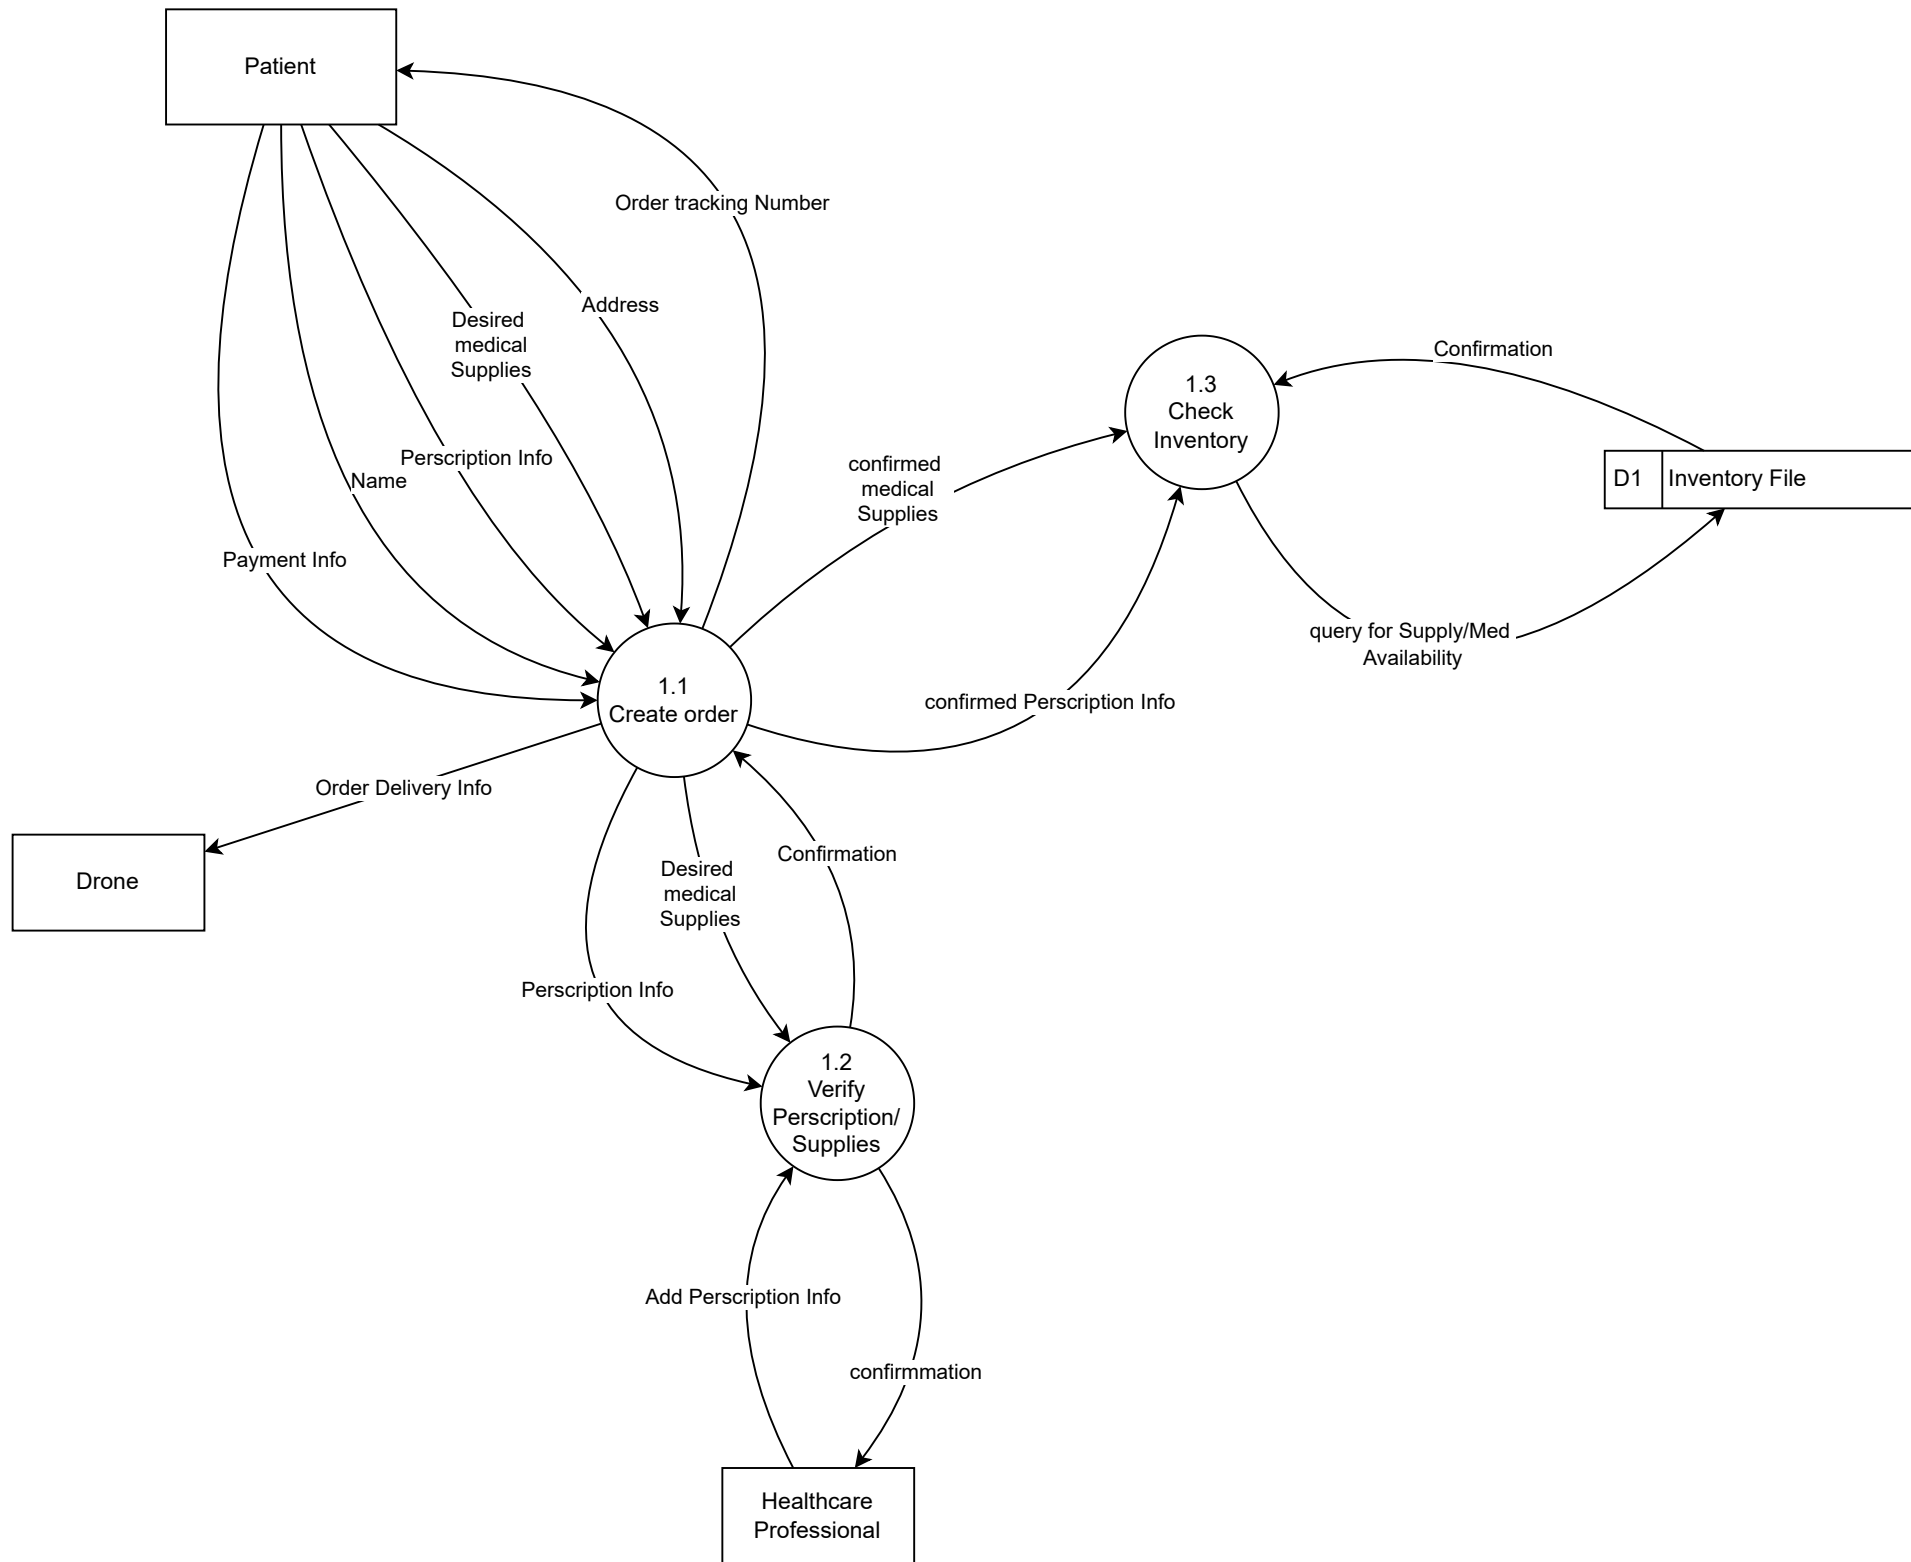 Patient
Order tracking Number
Address
Desired
medical
Supplies
Perscription Info
Name
Payment Info
1.3
Check
Inventory
Confirmation
D1
Inventory File
query for Supply/Med
Availability
confirmed
medical
Supplies
confirmed Perscription Info
1.1
Create order
Order Delivery Info
Drone
Desired
medical
Supplies
Confirmation
Perscription Info
1.2
Verify
Perscription/
Supplies
Add Perscription Info
confirmmation
Healthcare
Professional